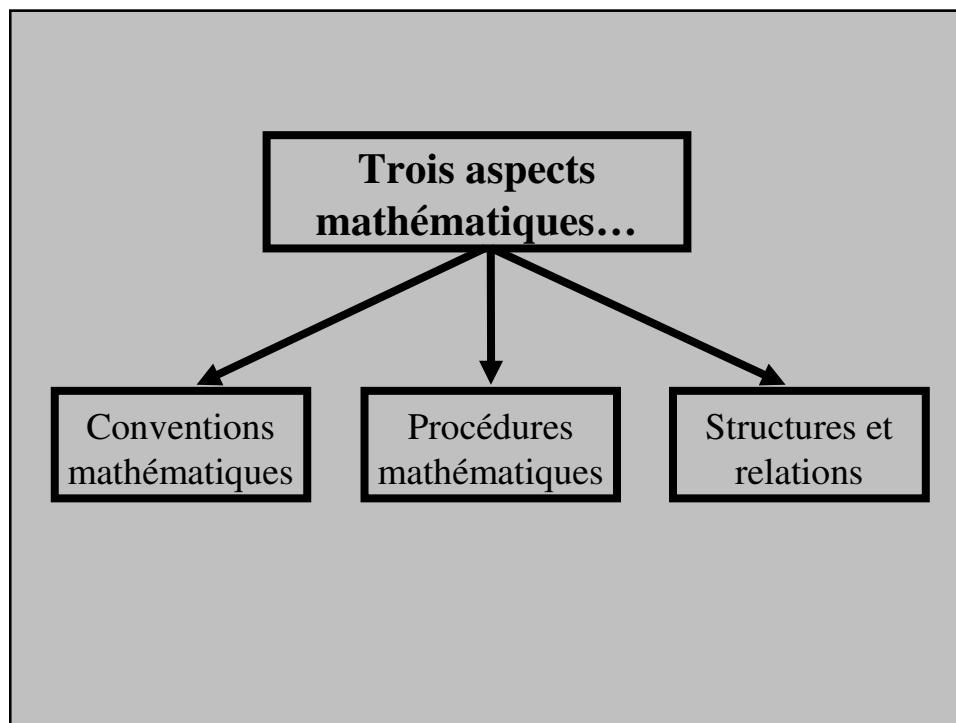 Trois aspects
mathématiques…
Conventions
mathématiques
Procédures
mathématiques
Structures et
relations